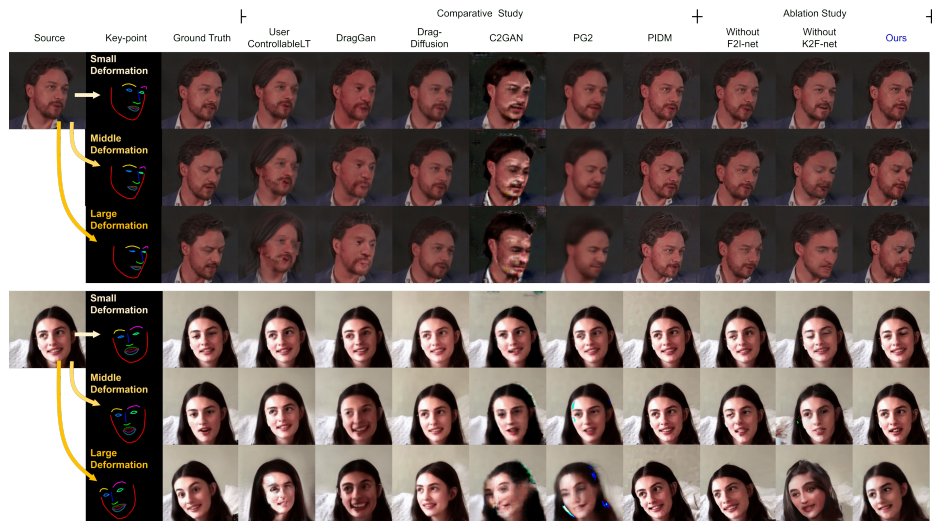 Comparative Study
Ablation Study
Source
Key-point
Ground Truth
User
ControllableLT
DragGan
Drag-
Diffusion
C2GAN
PG2
PIDM
Without
F2I-net
Without
K2F-net
Ours
Small
Deformation
Middle
Deformation
Large
Deformation
Small
Deformation
Middle
Deformation
Large
Deformation